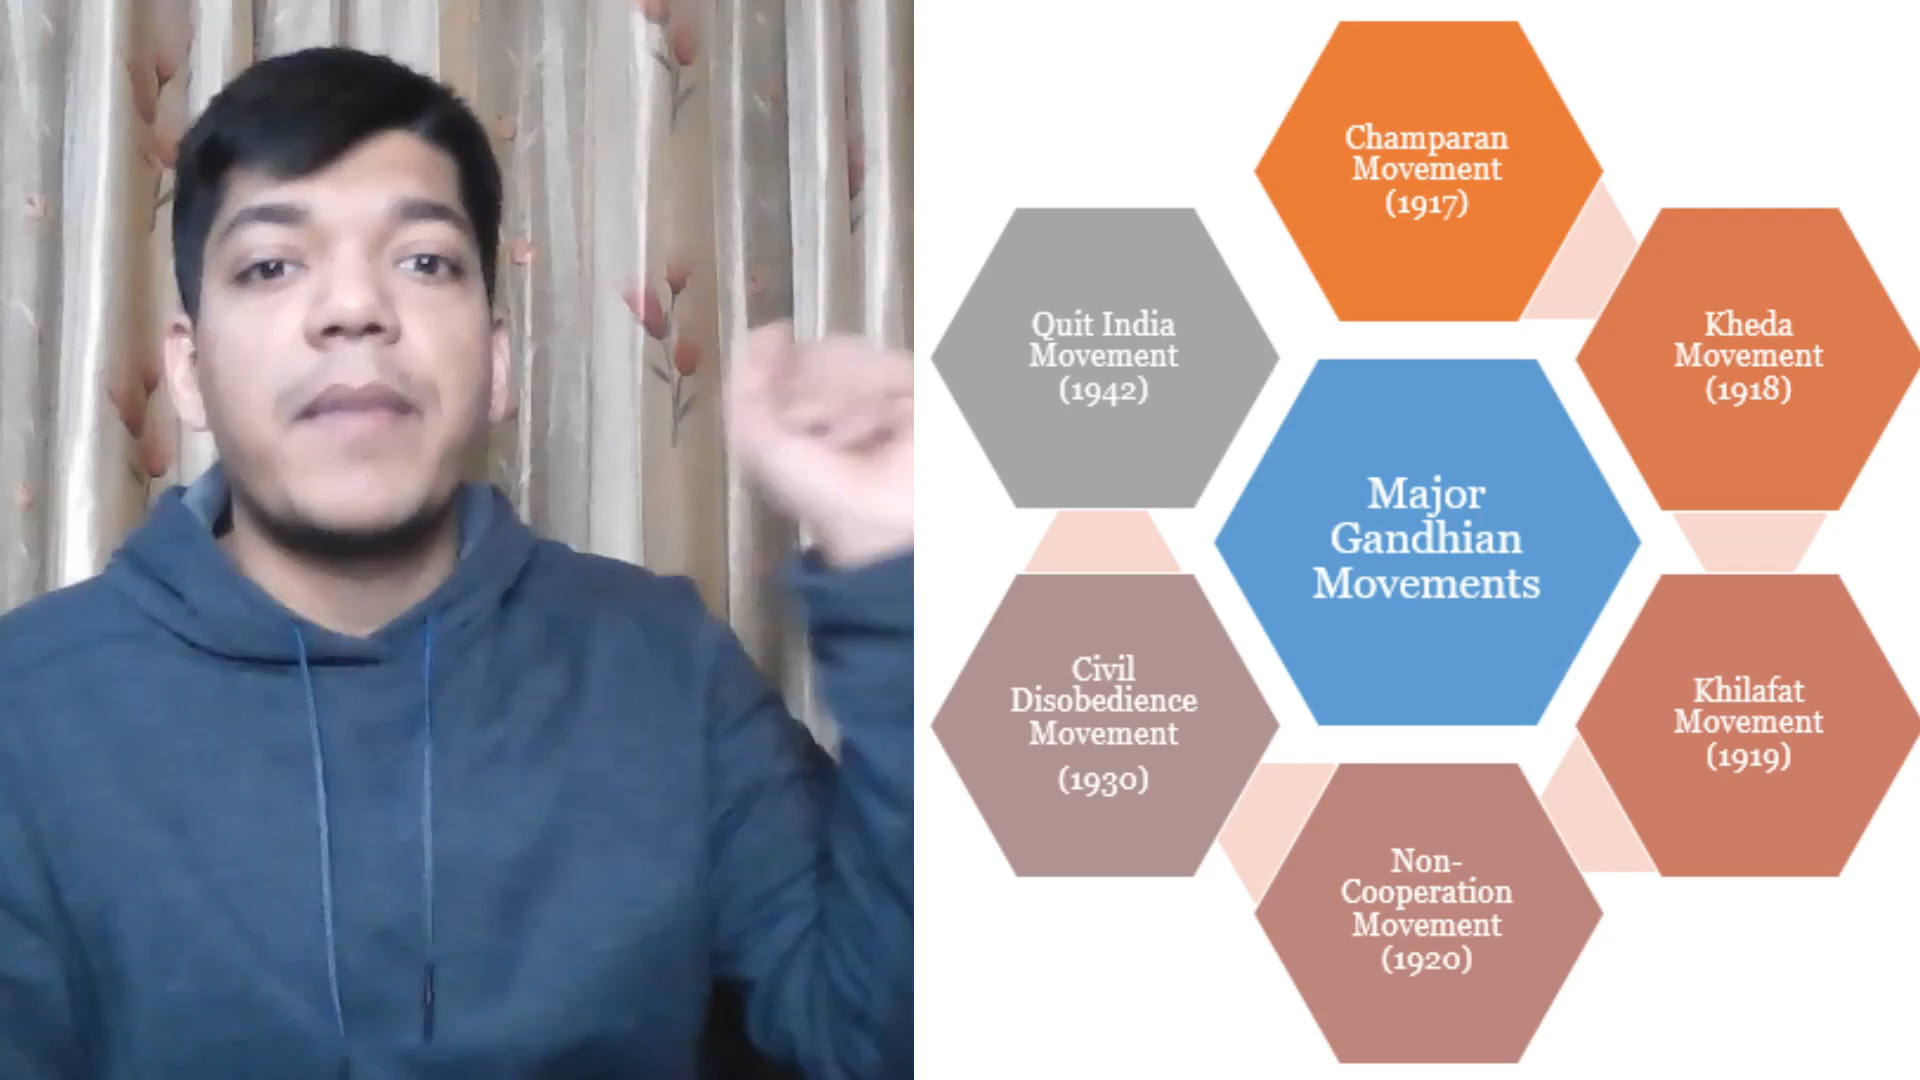 Champaran
Movement
(1917)
Kheda
Movement
(1918)
Khilafat
Movement
(1919)
Non-
Cooperation
Movement
(1920)
Civil
Disobedience
Movement
(1930)
Quit India
Movement
(1942)
Major
Gandhian
Movements